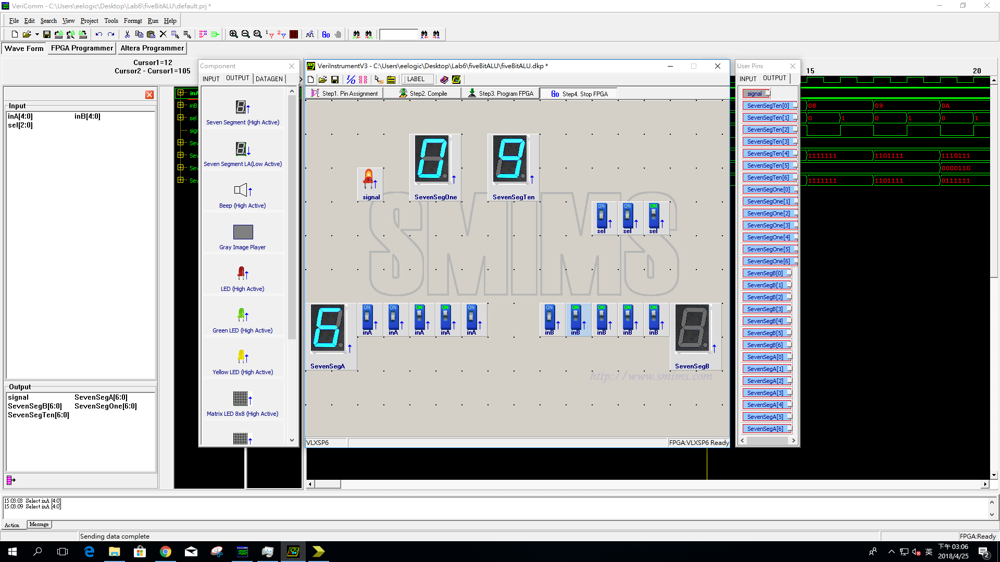 VeriComm - C:\Users\eelogic\Desktop\Lab6\fiveBitALU\default.prj *
File Edit Search View Project Tools Format Run Help
Go
Wave Form FPGA Programmer Altera Programmer
Cursor1=12
Cursor2 - Cursor1=105
Input
inA[4:0] inB[4:0]
sel[2:0]
Output
signal SevenSegA[6:0]
SevenSegB[6:0] SevenSegOne[6:0]
SevenSegTen[6:0]
inA
inB
sel
sign
Sev
Sev
Sev
Sev
Component
INPUT OUTPUT DATAGEN
Seven Segment (High Active)
Seven Segment LA(Low Active)
Beep (High Active)
Gray Image Player
LED (High Active)
Green LED (High Active)
Yellow LED (High Active)
Matrix LED 8x8 (High Active)
VeriInstrumentV3 - C:\Users\eelogic\Desktop\Lab6\fiveBitALU\fiveBitALU.dkp *
I/O LABEL
Step1. Pin Assignment Step2. Compile Step3. Program FPGA Go Step4. Stop FPGA
0 9
signal SevenSegOne SevenSegTen
SMIMS
ON ON ON
sel sel sel
6
ON ON ON ON ON ON ON ON ON ON
inA inA inA inA inA inB inB inB inB inB
SevenSegA SevenSegB
http://www.smims.com
VLXSP6 FPGA:VLXSP6 Ready
User Pins
INPUT OUTPUT
signal
SevenSegTen[0]
SevenSegTen[1]
SevenSegTen[2]
SevenSegTen[3]
SevenSegTen[4]
SevenSegTen[5]
SevenSegTen[6]
SevenSegOne[0]
SevenSegOne[1]
SevenSegOne[2]
SevenSegOne[3]
SevenSegOne[4]
SevenSegOne[5]
SevenSegOne[6]
SevenSegB[0]
SevenSegB[1]
SevenSegB[2]
SevenSegB[3]
SevenSegB[4]
SevenSegB[5]
SevenSegB[6]
SevenSegA[0]
SevenSegA[1]
SevenSegA[2]
SevenSegA[3]
SevenSegA[4]
SevenSegA[5]
SevenSegA[6]
15 20
08 09 0A
0 1 0 1 0 1
1111111 1101111 1110111
0000110
1111111 1101111 0111111
15:03:03 Select inA [4:0]
15:03:09 Select inA [4:0]
Action Message
Sending data complete FPGA:Ready
英 下午 03:06
2018/4/25
2